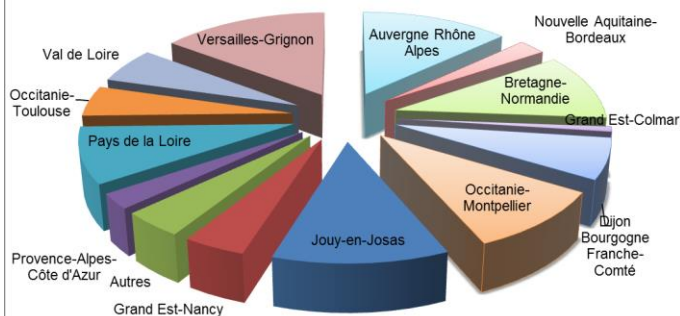 Versailles-Grignon
Auvergne Rhône
Alpes
Nouvelle Aquitaine-
Bordeaux
Bretagne-
Normandie
Grand Est-Colmar
Dijon
Bourgogne
Franche-
Comté
Occitanie-
Montpellier
Jouy-en-Josas
Grand Est-Nancy
Autres
Provence-Alpes-
Côte d'Azur
Pays de la Loire
Occitanie-
Toulouse
Val de Loire